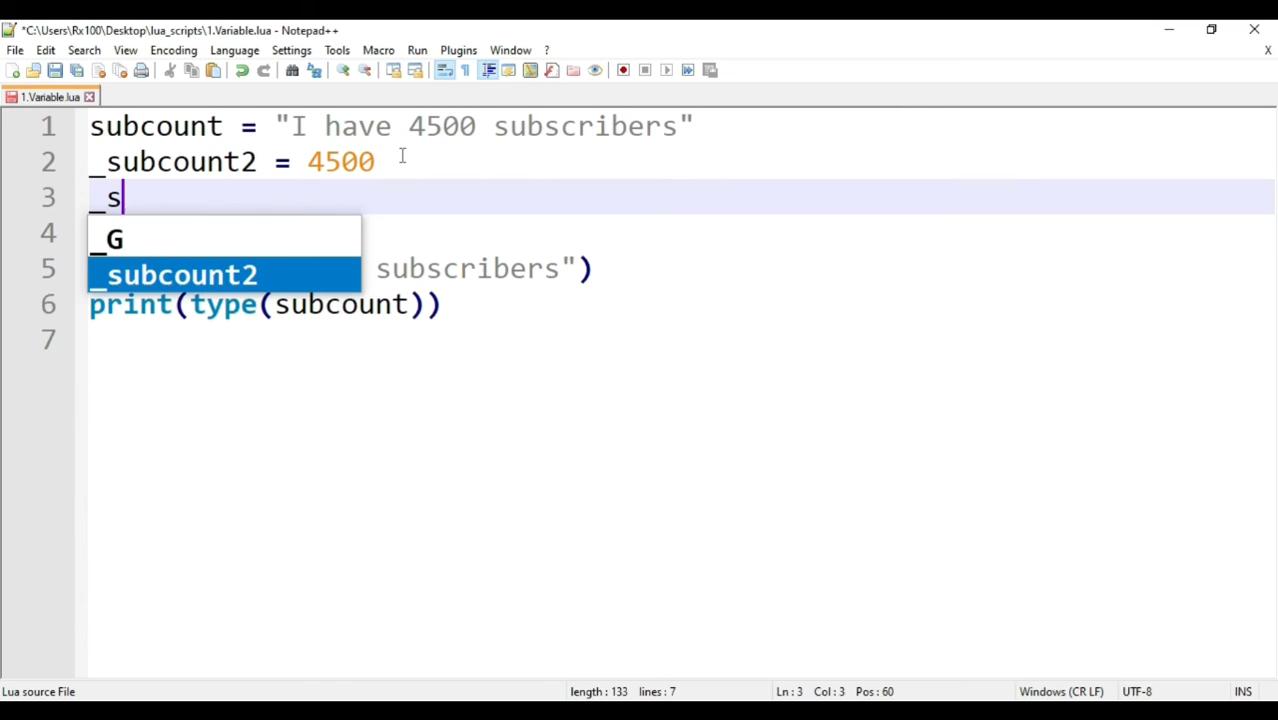 *C:\Users\Rx100\Desktop\lua_scripts\1.Variable.lua - Notepad++
File Edit Search View Encoding Language Settings Tools Macro Run Plugins Window ? X
1.Variable.lua
1 subcount = "I have 4500 subscribers"
2 _subcount2 = 4500
3 _s
4 _G
5 _subcount2 subscribers")
6 print(type(subcount))
7
Lua source File length : 133 lines : 7 Ln : 3 Col : 3 Pos : 60 Windows (CR LF) UTF-8 INS